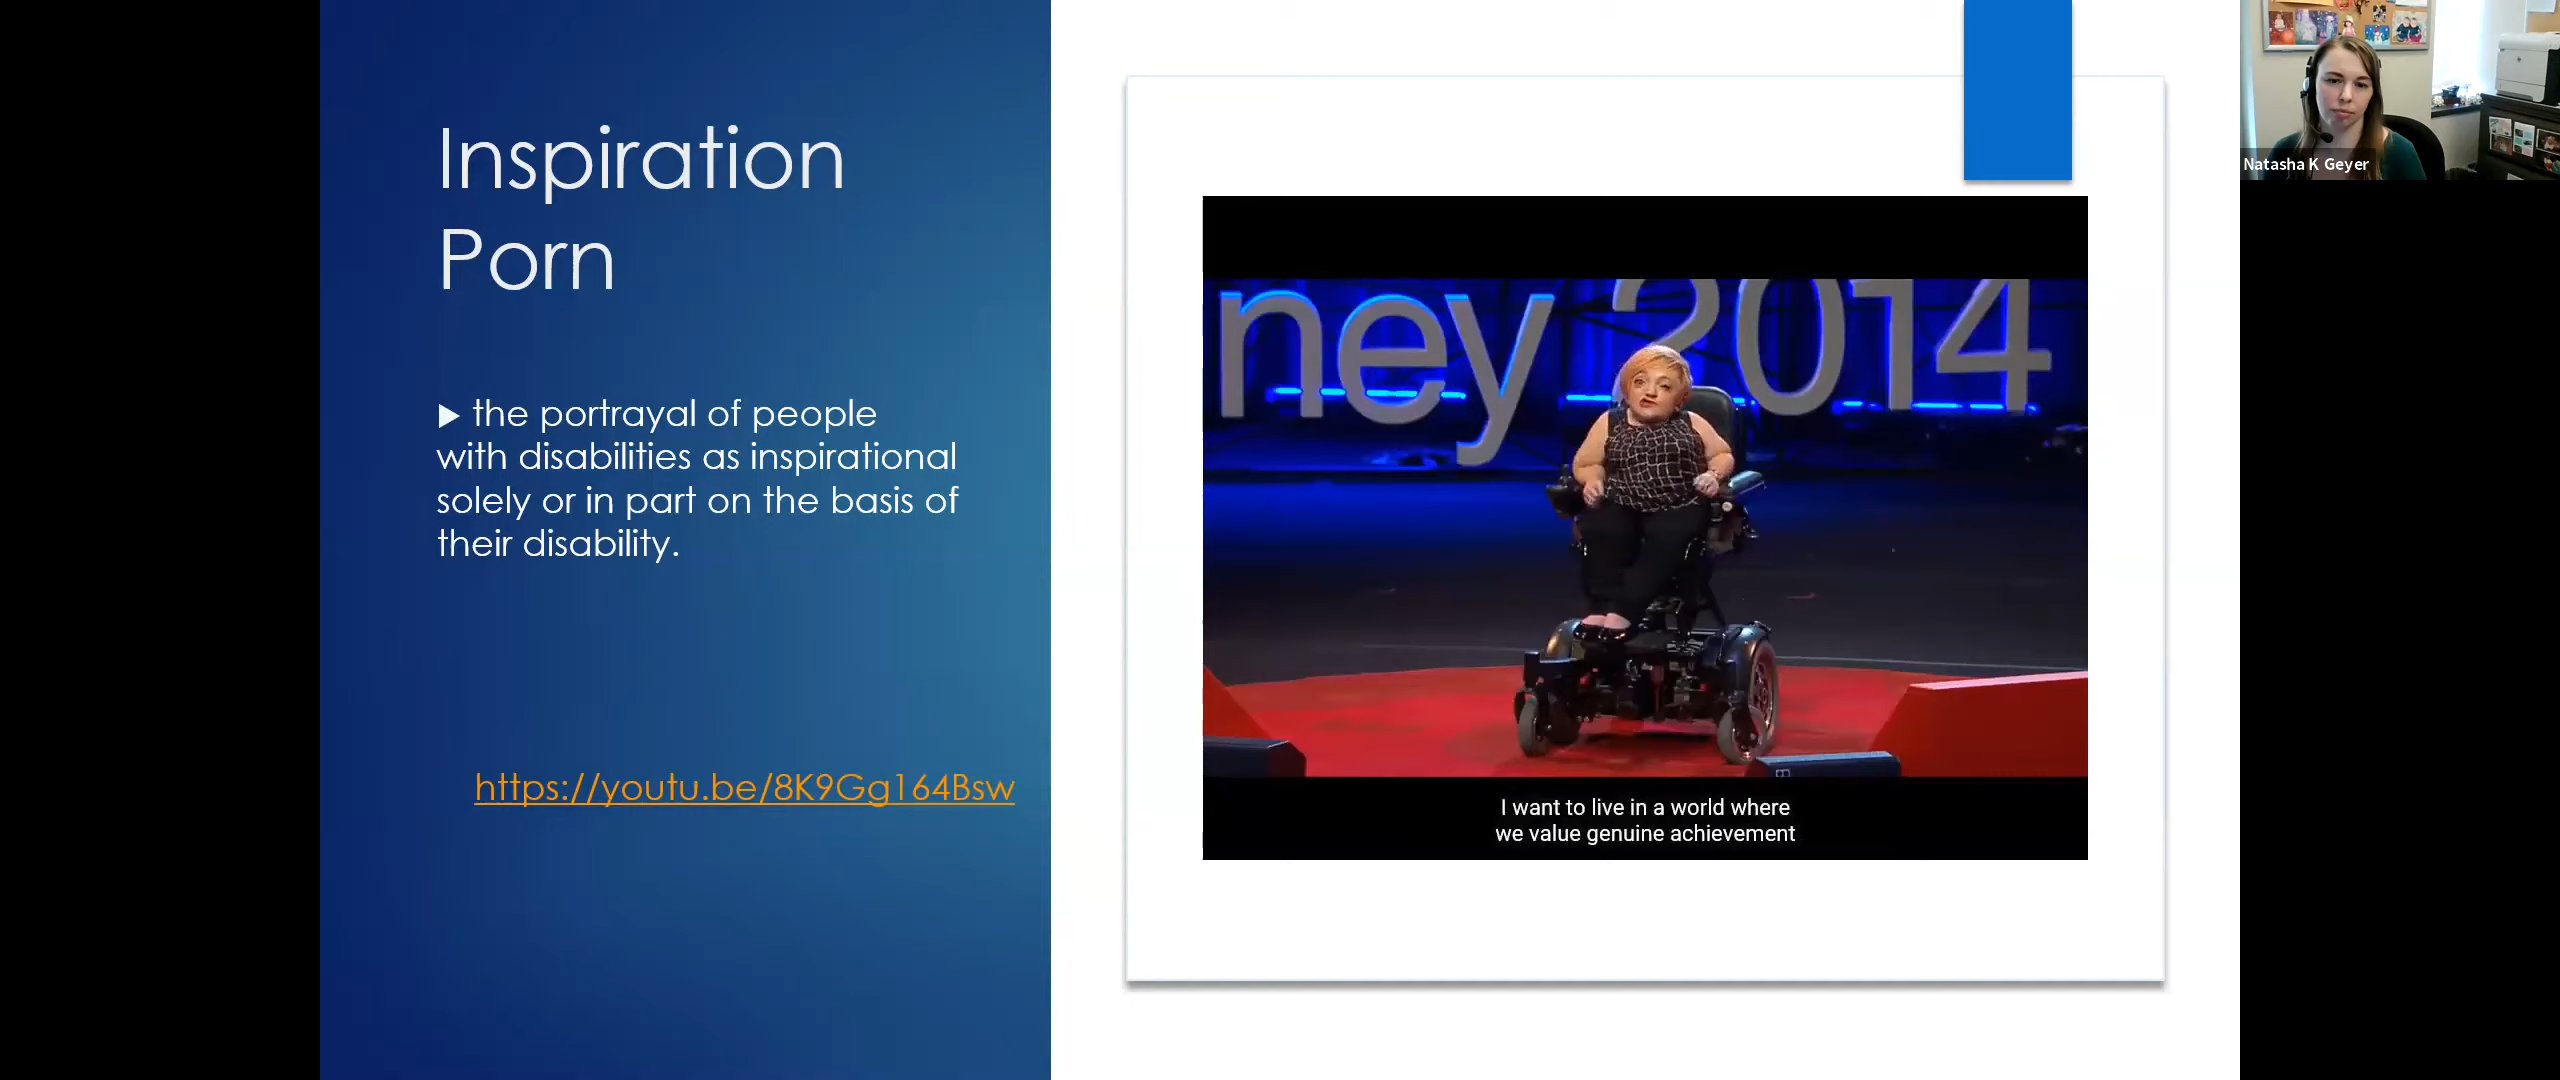 Inspiration
Porn
the portrayal of people
with disabilities as inspirational
solely or in part on the basis of
their disability.
https://youtu.be/8K9Gg164Bsw
ney 2014
I want to live in a world where
we value genuine achievement
Natasha K Geyer